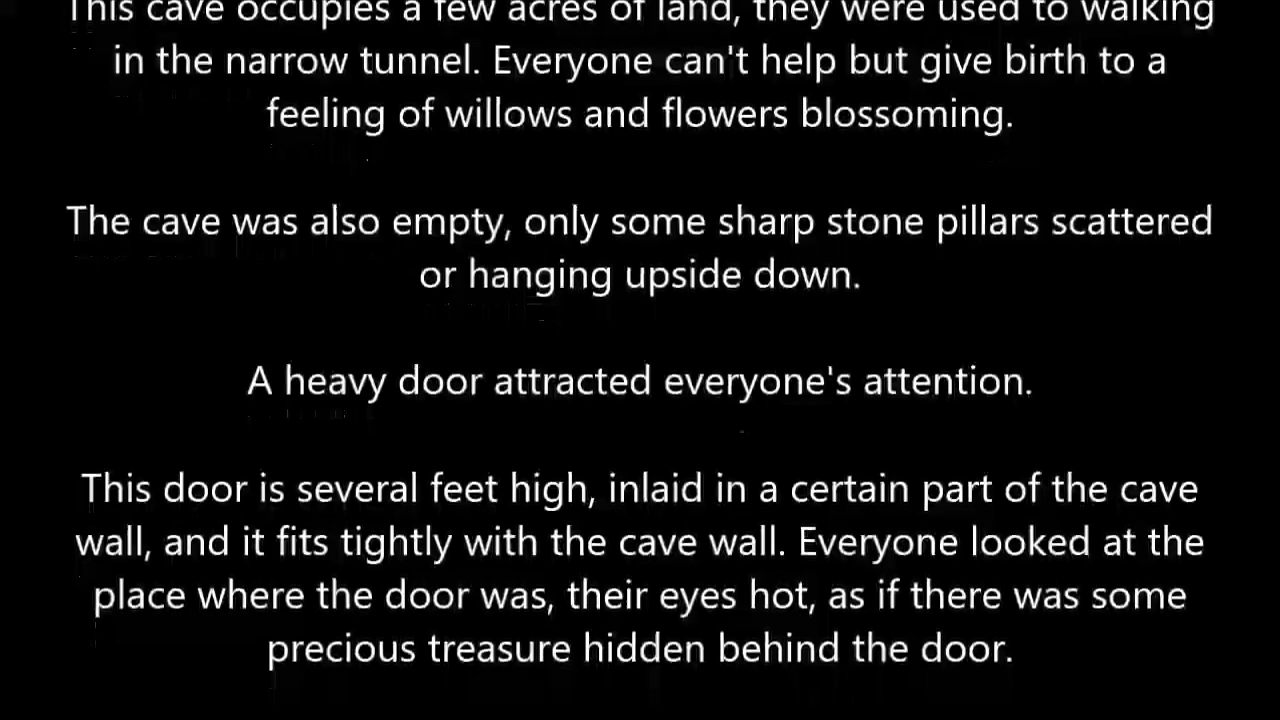 This cave occupies a few acres of land, they were used to walking
in the narrow tunnel. Everyone can't help but give birth to a
feeling of willows and flowers blossoming.
The cave was also empty, only some sharp stone pillars scattered
or hanging upside down.
A heavy door attracted everyone's attention.
This door is several feet high, inlaid in a certain part of the cave
wall, and it fits tightly with the cave wall. Everyone looked at the
place where the door was, their eyes hot, as if there was some
precious treasure hidden behind the door.